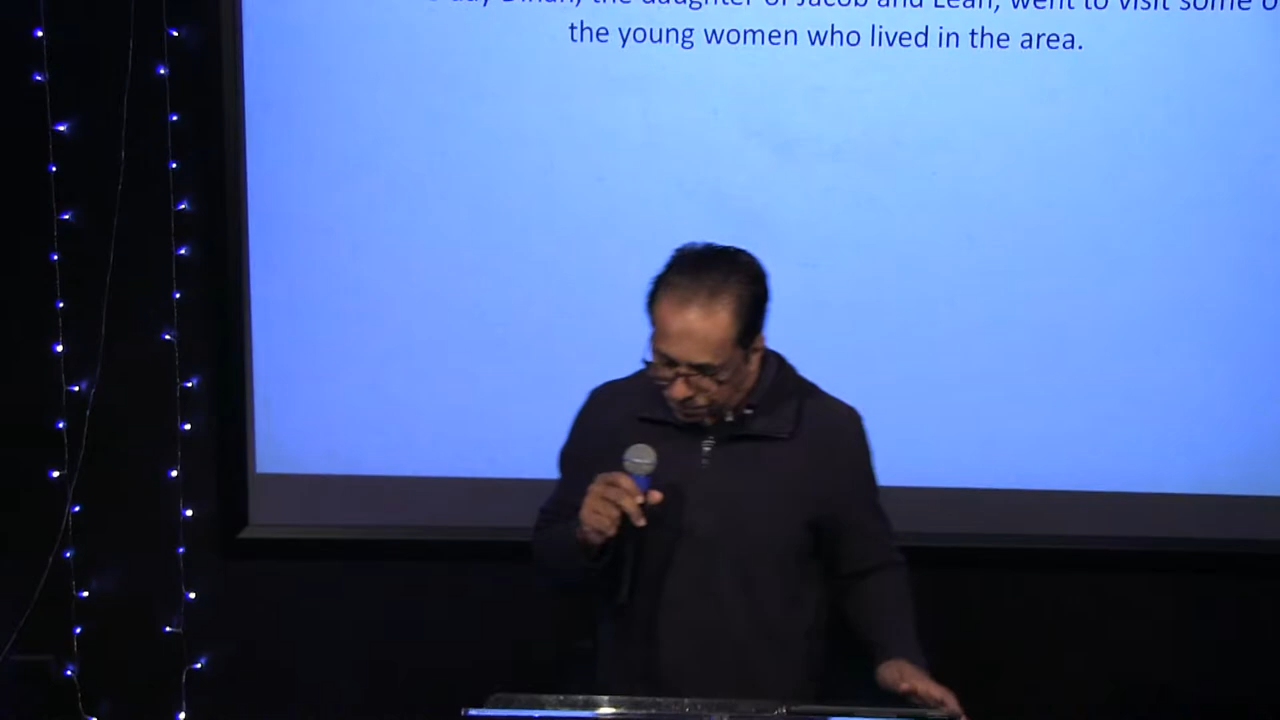 day Dinah, the daughter of Jacob and Leah, went to visit some o
the young women who lived in the area.